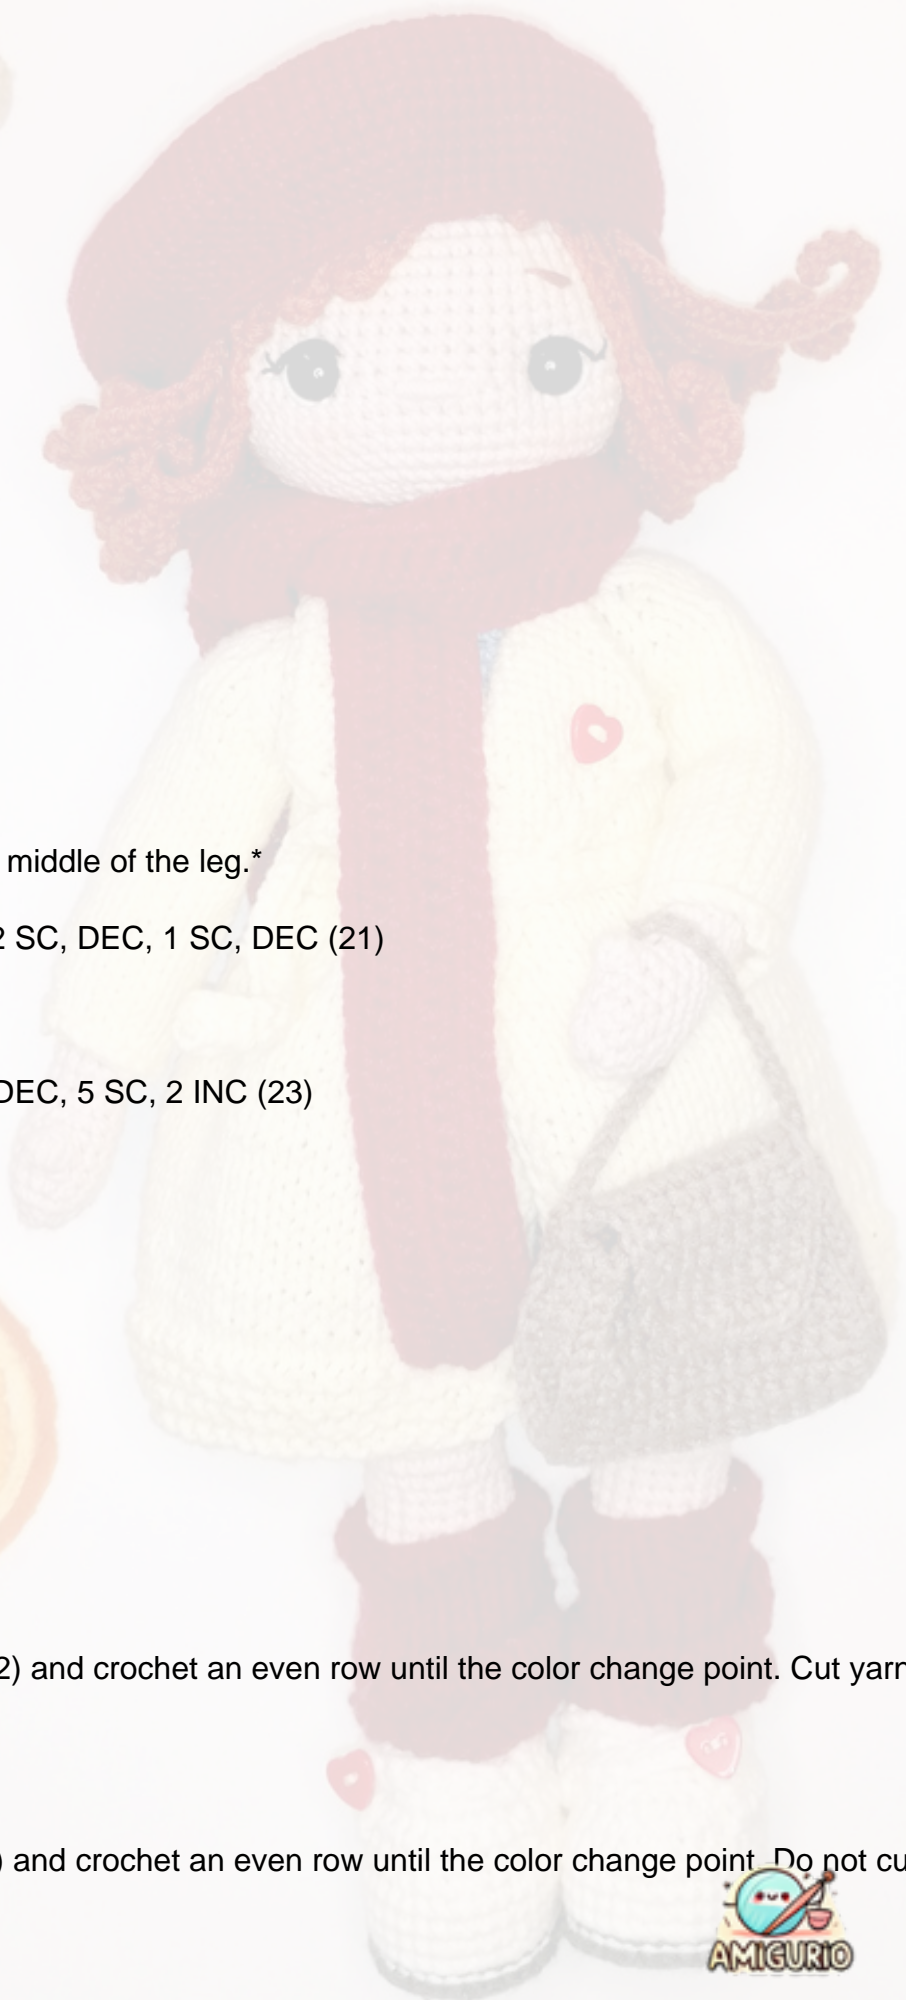 middle of the leg.*
2 SC, DEC, 1 SC, DEC (21)
DEC, 5 SC, 2 INC (23)
2) and crochet an even row until the color change point. Cut yarn
) and crochet an even row until the color change point. Do not cu
AMIGURIO